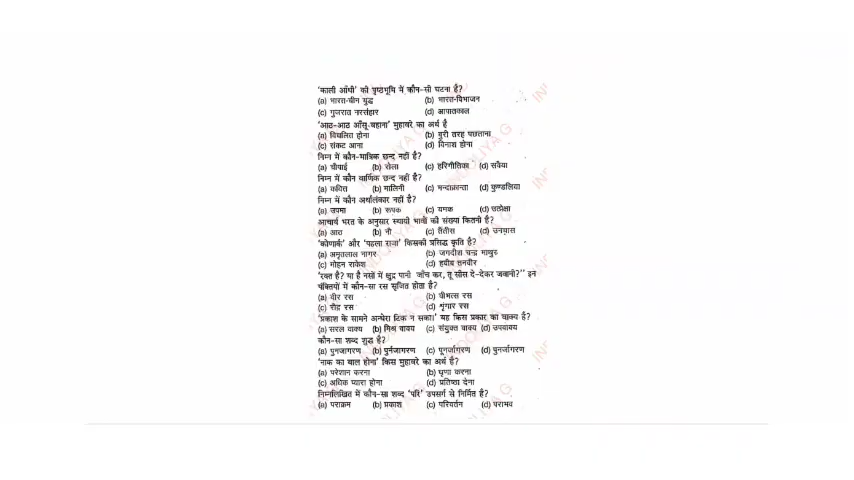 'काली आँधी' की पृष्ठभूमि में कौन-सी घटना है?
(a) भारत-चीन युद्ध (b) भारत-विभाजन
(c) गुजरात नरसंहार (d) आपातकाल
'आठ-आठ आँसू बहाना' मुहावरे का अर्थ है
(a) विचलित होना (b) बुरी तरह पछताना
(c) संकट आना (d) विनाश होना
निम्न में कौन-मात्रिक छन्द नहीं है?
(a) चौपाई (b) रोला (c) हरिगीतिका (d) सवैया
निम्न में कौन वार्णिक छन्द नहीं है?
(a) कवित्त (b) मालिनी (c) मन्दाक्रान्ता (d) कुण्डलिया
निम्न में कौन अर्थालंकार नहीं है?
(a) उपमा (b) रूपक (c) यमक (d) उत्प्रेक्षा
आचार्य भरत के अनुसार स्थायी भावों की संख्या कितनी है?
(a) आठ (b) नौ (c) तैंतीस (d) उनचास
'कोणार्क' और 'पहला राजा' किसकी प्रसिद्ध कृति है?
(a) अमृतलाल नागर (b) जगदीश चन्द्र माथुर
(c) मोहन राकेश (d) हबीब तनवीर
'रक्त है? या है नसों में क्षुद्र पानी जाँच कर, तू सीस दे-देकर जवानी?'' इन
पंक्तियों में कौन-सा रस सृजित होता है?
(a) वीर रस (b) वीभत्स रस
(c) रौद्र रस (d) शृंगार रस
'प्रकाश के सामने अन्धेरा टिक न सका।' यह किस प्रकार का वाक्य है?
(a) सरल वाक्य (b) मिश्र वाक्य (c) संयुक्त वाक्य (d) उपवाक्य
कौन-सा शब्द शुद्ध है?
(a) पुनजागरण (b) पुर्नजागरण (c) पूनर्जागरण (d) पुनर्जागरण
'नाक का बाल होना' किस मुहावरे का अर्थ है?
(a) परेशान करना (b) घृणा करना
(c) अधिक प्यारा होना (d) प्रतिष्ठा देना
निम्नलिखित में कौन-सा शब्द 'परि' उपसर्ग से निर्मित है?
(a) पराक्रम (b) प्रकाश (c) परिवर्तन (d) पराभव